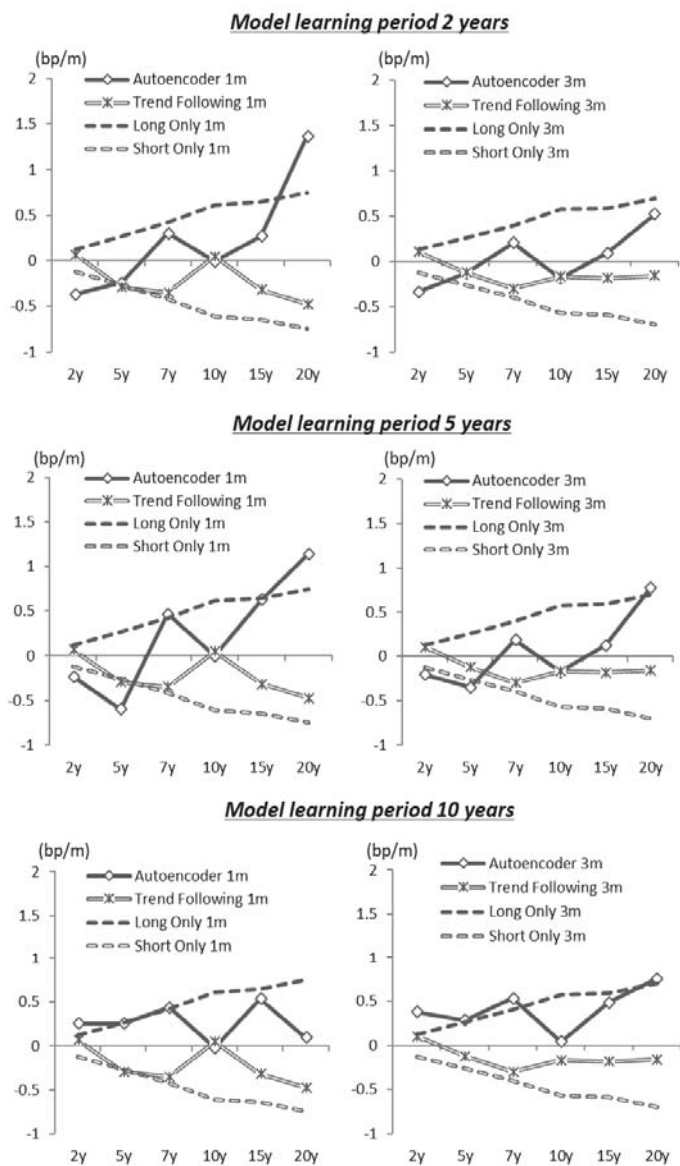 Model learning period 2 years
(bp/m)
2
1.5
1
0.5
0
-0.5
-1
Autoencoder 1m
Trend Following 1m
Long Only 1m
Short Only 1m
2y 5y 7y 10y 15y 20y
2
1.5
1
0.5
0
-0.5
-1
Autoencoder 3m
Trend Following 3m
Long Only 3m
Short Only 3m
2y 5y 7y 10y 15y 20y
Model learning period 5 years
(bp/m)
2
1.5
1
0.5
0
-0.5
-1
Autoencoder 1m
Trend Following 1m
Long Only 1m
Short Only 1m
2y 5y 7y 10y 15y 20y
(bp/m)
2
1.5
1
0.5
0
-0.5
-1
Autoencoder 3m
Trend Following 3m
Long Only 3m
Short Only 3m
2y 5y 7y 10y 15y 20y
Model learning period 10 years
(bp/m)
2
1.5
1
0.5
0
-0.5
-1
Autoencoder 1m
Trend Following 1m
Long Only 1m
Short Only 1m
2y 5y 7y 10y 15y 20y
(bp/m)
2
1.5
1
0.5
0
-0.5
-1
Autoencoder 3m
Trend Following 3m
Long Only 3m
Short Only 3m
2y 5y 7y 10y 15y 20y